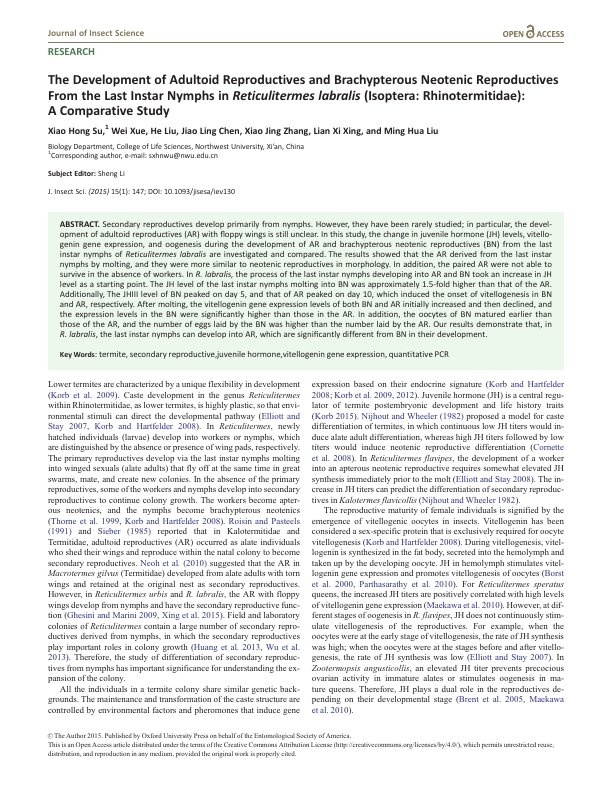 Journal of Insect Science
OPEN ACCESS
RESEARCH
The Development of Adultoid Reproductives and Brachypterous Neotenic Reproductives
From the Last Instar Nymphs in Reticulitermes labralis (Isoptera: Rhinotermitidae):
A Comparative Study
Xiao Hong Su,1 Wei Xue, He Liu, Jiao Ling Chen, Xiao Jing Zhang, Lian Xi Xing, and Ming Hua Liu
Biology Department, College of Life Sciences, Northwest University, Xi'an, China
1Corresponding author, e-mail: sxhnwu@nwu.edu.cn
Subject Editor: Sheng Li
J. Insect Sci. (2015) 15(1): 147; DOI: 10.1093/jisesa/iev130
ABSTRACT. Secondary reproductives develop primarily from nymphs. However, they have been rarely studied; in particular, the devel-
opment of adultoid reproductives (AR) with floppy wings is still unclear. In this study, the change in juvenile hormone (JH) levels, vitello-
genin gene expression, and oogenesis during the development of AR and brachypterous neotenic reproductives (BN) from the last
instar nymphs of Reticulitermes labralis are investigated and compared. The results showed that the AR derived from the last instar
nymphs by molting, and they were more similar to neotenic reproductives in morphology. In addition, the paired AR were not able to
survive in the absence of workers. In R. labralis, the process of the last instar nymphs developing into AR and BN took an increase in JH
level as a starting point. The JH level of the last instar nymphs molting into BN was approximately 1.5-fold higher than that of the AR.
Additionally, The JHIII level of BN peaked on day 5, and that of AR peaked on day 10, which induced the onset of vitellogenesis in BN
and AR, respectively. After molting, the vitellogenin gene expression levels of both BN and AR initially increased and then declined, and
the expression levels in the BN were significantly higher than those in the AR. In addition, the oocytes of BN matured earlier than
those of the AR, and the number of eggs laid by the BN was higher than the number laid by the AR. Our results demonstrate that, in
R. labralis, the last instar nymphs can develop into AR, which are significantly different from BN in their development.
Key Words: termite, secondary reproductive,juvenile hormone,vitellogenin gene expression, quantitative PCR
Lower termites are characterized by a unique flexibility in development
(Korb et al. 2009). Caste development in the genus Reticulitermes
within Rhinotermitidae, as lower termites, is highly plastic, so that envi-
ronmental stimuli can direct the developmental pathway (Elliott and
Stay 2007, Korb and Hartfelder 2008). In Reticulitermes, newly
hatched individuals (larvae) develop into workers or nymphs, which
are distinguished by the absence or presence of wing pads, respectively.
The primary reproductives develop via the last instar nymphs molting
into winged sexuals (alate adults) that fly off at the same time in great
swarms, mate, and create new colonies. In the absence of the primary
reproductives, some of the workers and nymphs develop into secondary
reproductives to continue colony growth. The workers become apter-
ous neotenics, and the nymphs become brachypterous neotenics
(Thorne et al. 1999, Korb and Hartfelder 2008). Roisin and Pasteels
(1991) and Sieber (1985) reported that in Kalotermitidae and
Termitidae, adultoid reproductives (AR) occurred as alate individuals
who shed their wings and reproduce within the natal colony to become
secondary reproductives. Neoh et al. (2010) suggested that the AR in
Macrotermes gilvus (Termitidae) developed from alate adults with torn
wings and retained at the original nest as secondary reproductives.
However, in Reticulitermes urbis and R. labralis, the AR with floppy
wings develop from nymphs and have the secondary reproductive func-
tion (Ghesini and Marini 2009, Xing et al. 2015). Field and laboratory
colonies of Reticulitermes contain a large number of secondary repro-
ductives derived from nymphs, in which the secondary reproductives
play important roles in colony growth (Huang et al. 2013, Wu et al.
2013). Therefore, the study of differentiation of secondary reproduc-
tives from nymphs has important significance for understanding the ex-
pansion of the colony.
All the individuals in a termite colony share similar genetic back-
grounds. The maintenance and transformation of the caste structure are
controlled by environmental factors and pheromones that induce gene
expression based on their endocrine signature (Korb and Hartfelder
2008; Korb et al. 2009, 2012). Juvenile hormone (JH) is a central regu-
lator of termite postembryonic development and life history traits
(Korb 2015). Nijhout and Wheeler (1982) proposed a model for caste
differentiation of termites, in which continuous low JH titers would in-
duce alate adult differentiation, whereas high JH titers followed by low
titers would induce neotenic reproductive differentiation (Cornette
et al. 2008). In R. flavipes, in the development of a worker
into an apterous neotenic reproductive requires somewhat elevated JH
synthesis immediately prior to the molt (Elliott and Stay 2008). The in-
crease in JH titers can predict the differentiation of secondary reproduc-
tives in Kalotermes flavicollis (Nijhout and Wheeler 1982).
The reproductive maturity of female individuals is signified by the
emergence of vitellogenic oocytes in insects. Vitellogenin has been
considered a sex-specific protein that is exclusively required for oocyte
vitellogenesis (Korb and Hartfelder 2008). During vitellogenesis, vitel-
logenin is synthesized in the fat body, secreted into the hemolymph and
taken up by the developing oocyte. JH in hemolymph stimulates vitel-
logenin gene expression and promotes vitellogenesis of oocytes (Borst
et al. 2000, Parthasarathy et al. 2010). For Reticulitermes speratus
queens, the increased JH titers are positively correlated with high levels
of vitellogenin gene expression (Maekawa et al. 2010). However, at dif-
ferent stages of oogenesis in R. flavipes, JH does not continuously stim-
ulate vitellogenesis of the reproductives. For example, when the
oocytes were at the early stage of vitellogenesis, the rate of JH synthesis
was high; when the oocytes were at the stages before and after vitello-
genesis, the rate of JH synthesis was low (Elliott and Stay 2007). In
Zootermopsis angusticollis, an elevated JH titer prevents precocious
ovarian activity in immature alates or stimulates oogenesis in ma-
ture queens. Therefore, JH plays a dual role in the reproductives de-
pending on their developmental stage (Brent et al. 2005, Maekawa
et al. 2010).
© The Author 2015. Published by Oxford University Press on behalf of the Entomological Society of America.
This is an Open Access article distributed under the terms of the Creative Commons Attribution License (http://creativecommons.org/licenses/by/4.0/), which permits unrestricted reuse,
distribution, and reproduction in any medium, provided the original work is properly cited.